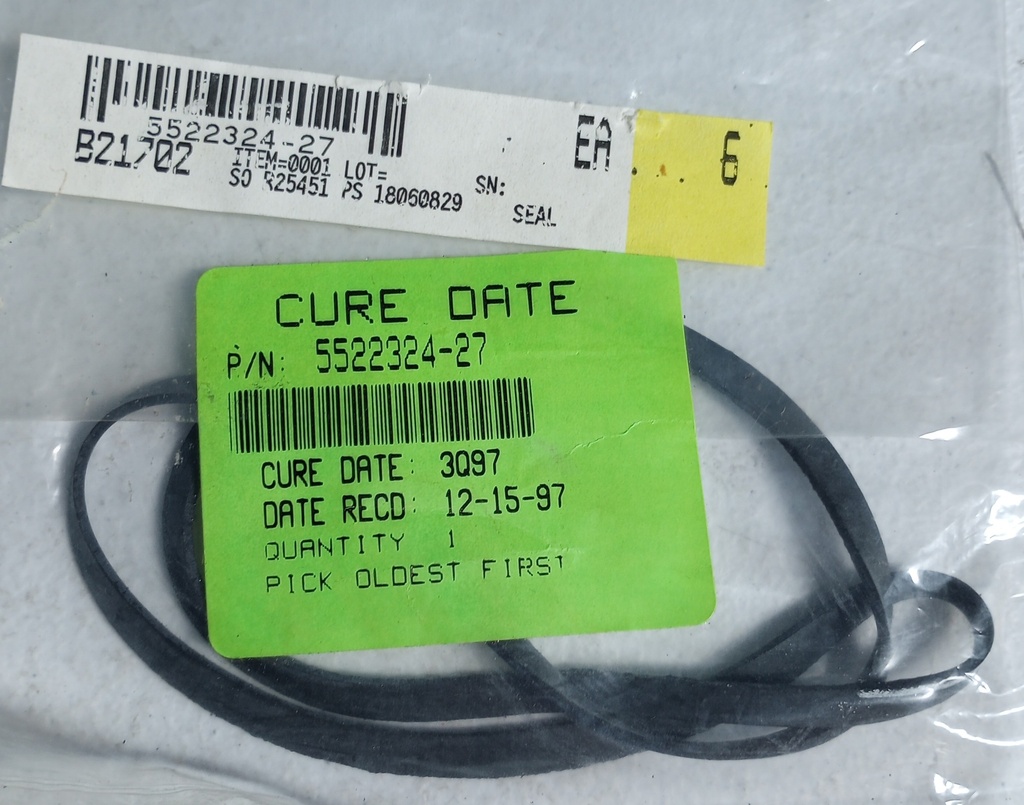 5522324-27
B21702
ITEM=0001 LOT=
SO R25451 PS 18060829
SN:
SEAL
EA
6
CURE DATE
P/N: 5522324-27
CURE DATE: 3Q97
DATE RECD: 12-15-97
QUANTITY 1
PICK OLDEST FIRST